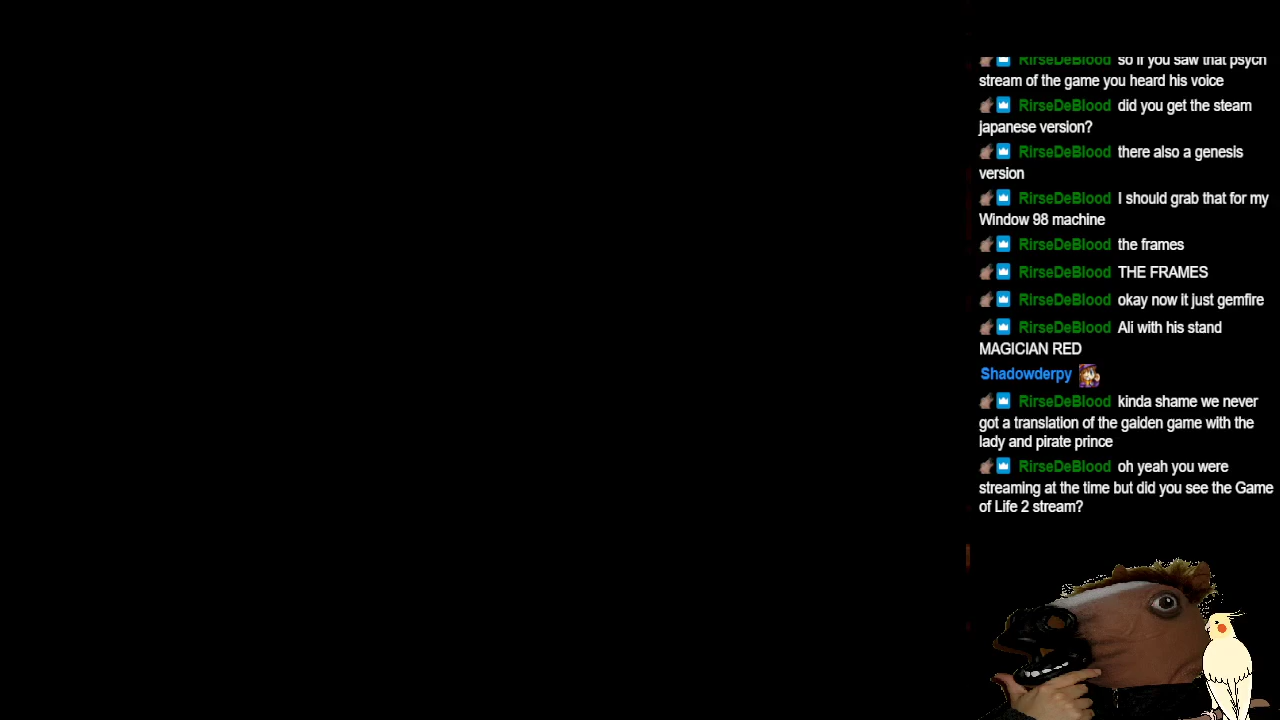 RirseDeBlood so if you saw that psych
stream of the game you heard his voice
RirseDeBlood did you get the steam
japanese version?
RirseDeBlood there also a genesis
version
RirseDeBlood I should grab that for my
Window 98 machine
RirseDeBlood the frames
RirseDeBlood THE FRAMES
RirseDeBlood okay now it just gemfire
RirseDeBlood Ali with his stand
MAGICIAN RED
Shadowderpy
RirseDeBlood kinda shame we never
got a translation of the gaiden game with the
lady and pirate prince
RirseDeBlood oh yeah you were
streaming at the time but did you see the Game
of Life 2 stream?